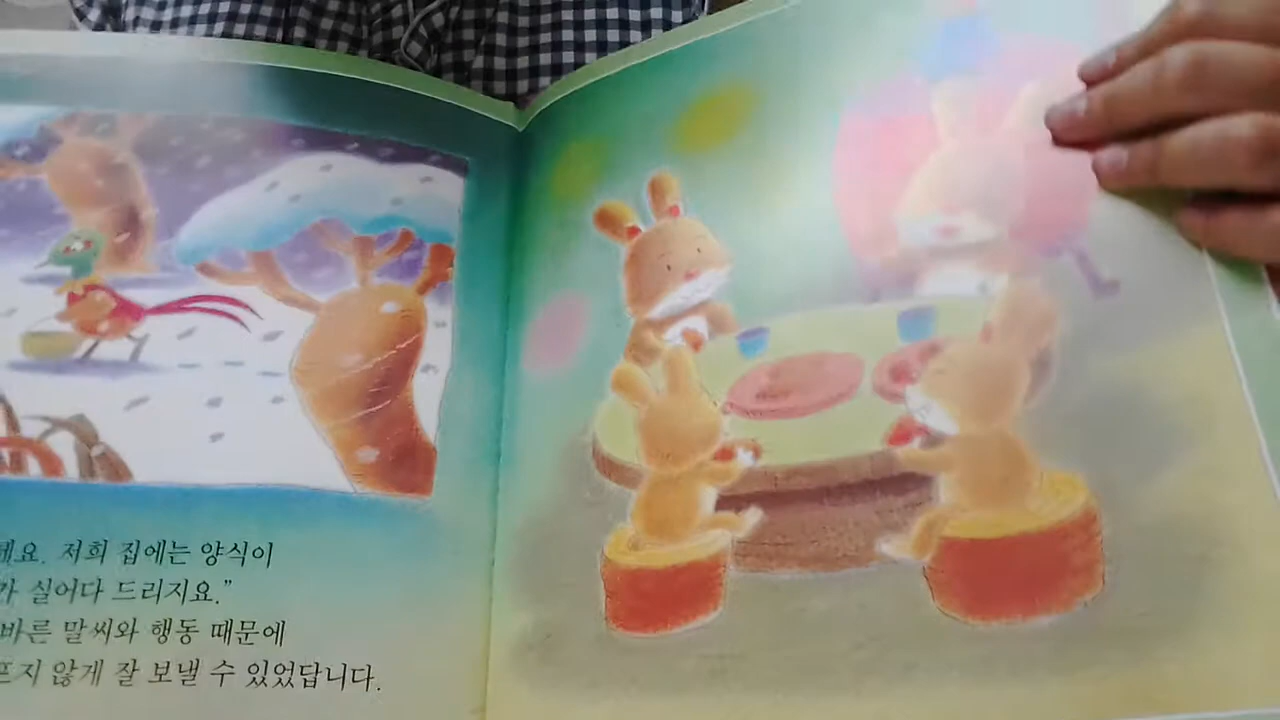 요. 저희 집에는 양식이
가 실어다 드리지요.”
바른 말씨와 행동 때문에
프지 않게 잘 보낼 수 있었답니다.